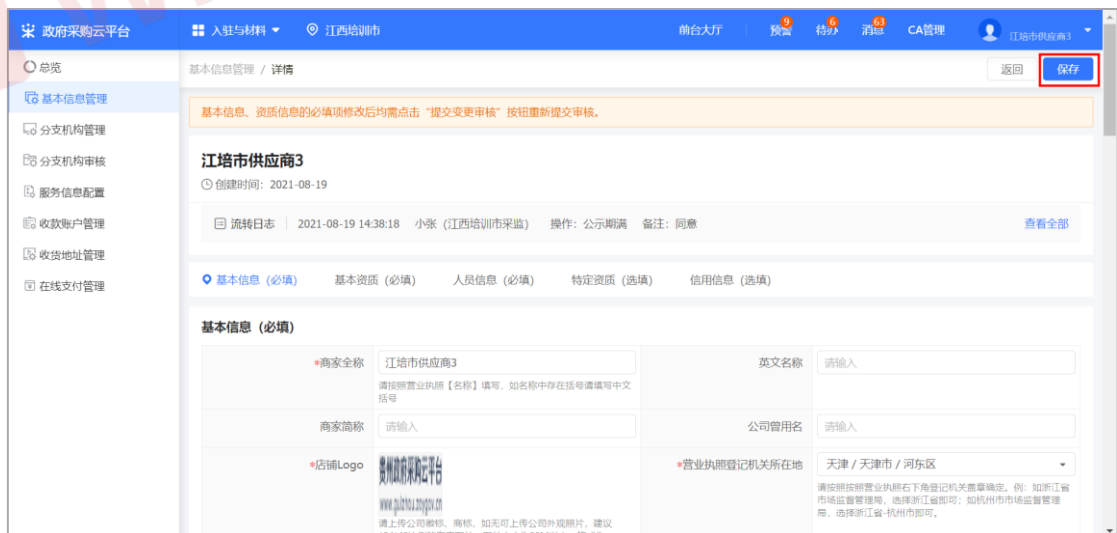 政府采购云平台 入驻与材料 江西培训市 前台大厅 预警 9 待办 6 消息 63 CA管理 江培市供应商3
总览
基本信息管理 / 详情 返回 保存
基本信息管理
基本信息、资质信息的必填项修改后均需点击“提交变更审核”按钮重新提交审核。
分支机构管理
分支机构审核
服务信息配置
收款账户管理
收货地址管理
在线支付管理
江培市供应商3
创建时间: 2021-08-19
流转日志 2021-08-19 14:38:18 小张 (江西培训市采监) 操作: 公示期满 备注: 同意 查看全部
基本信息 (必填) 基本资质 (必填) 人员信息 (必填) 特定资质 (选填) 信用信息 (选填)
基本信息 (必填)
*商家全称 江培市供应商3 英文名称 请输入
请按照营业执照【名称】填写，如名称中存在括号请填写中文
括号
商家简称 请输入 公司曾用名 请输入
*店铺Logo 贵州政府采购云平台 *营业执照登记机关所在地 天津 / 天津市 / 河东区
www.guizhou.zcygov.cn
请按照按照营业执照右下角登记机关盖章确定。例：如浙江省
市场监督管理局，选择浙江省即可；如杭州市市场监督管理
局，选择浙江省-杭州市即可。
请上传公司徽标、商标，如无可上传公司外观照片，建议